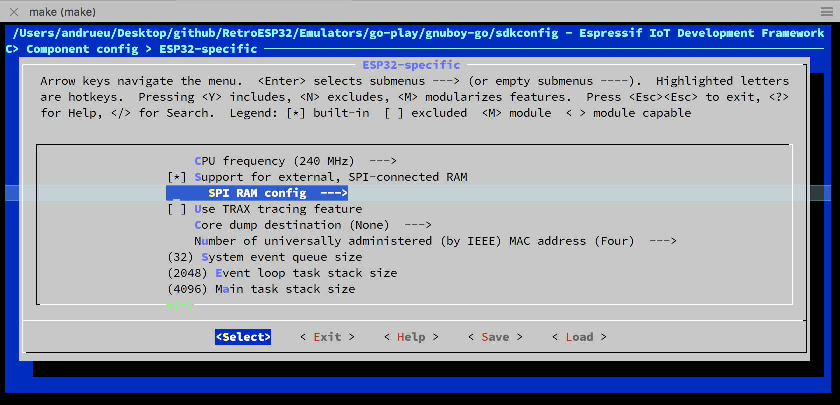 make (make)
/Users/andrueu/Desktop/github/RetroESP32/Emulators/go-play/gnuboy-go/sdkconfig - Espressif IoT Development Framework
C> Component config > ESP32-specific
ESP32-specific
Arrow keys navigate the menu. <Enter> selects submenus ---> (or empty submenus ----). Highlighted letters
are hotkeys. Pressing <Y> includes, <N> excludes, <M> modularizes features. Press <Esc><Esc> to exit, <?>
for Help, </> for Search. Legend: [*] built-in [ ] excluded <M> module < > module capable
CPU frequency (240 MHz) --->
[*] Support for external, SPI-connected RAM
SPI RAM config --->
[ ] Use TRAX tracing feature
Core dump destination (None) --->
Number of universally administered (by IEEE) MAC address (Four) --->
(32) System event queue size
(2048) Event loop task stack size
(4096) Main task stack size
<Select> < Exit > < Help > < Save > < Load >